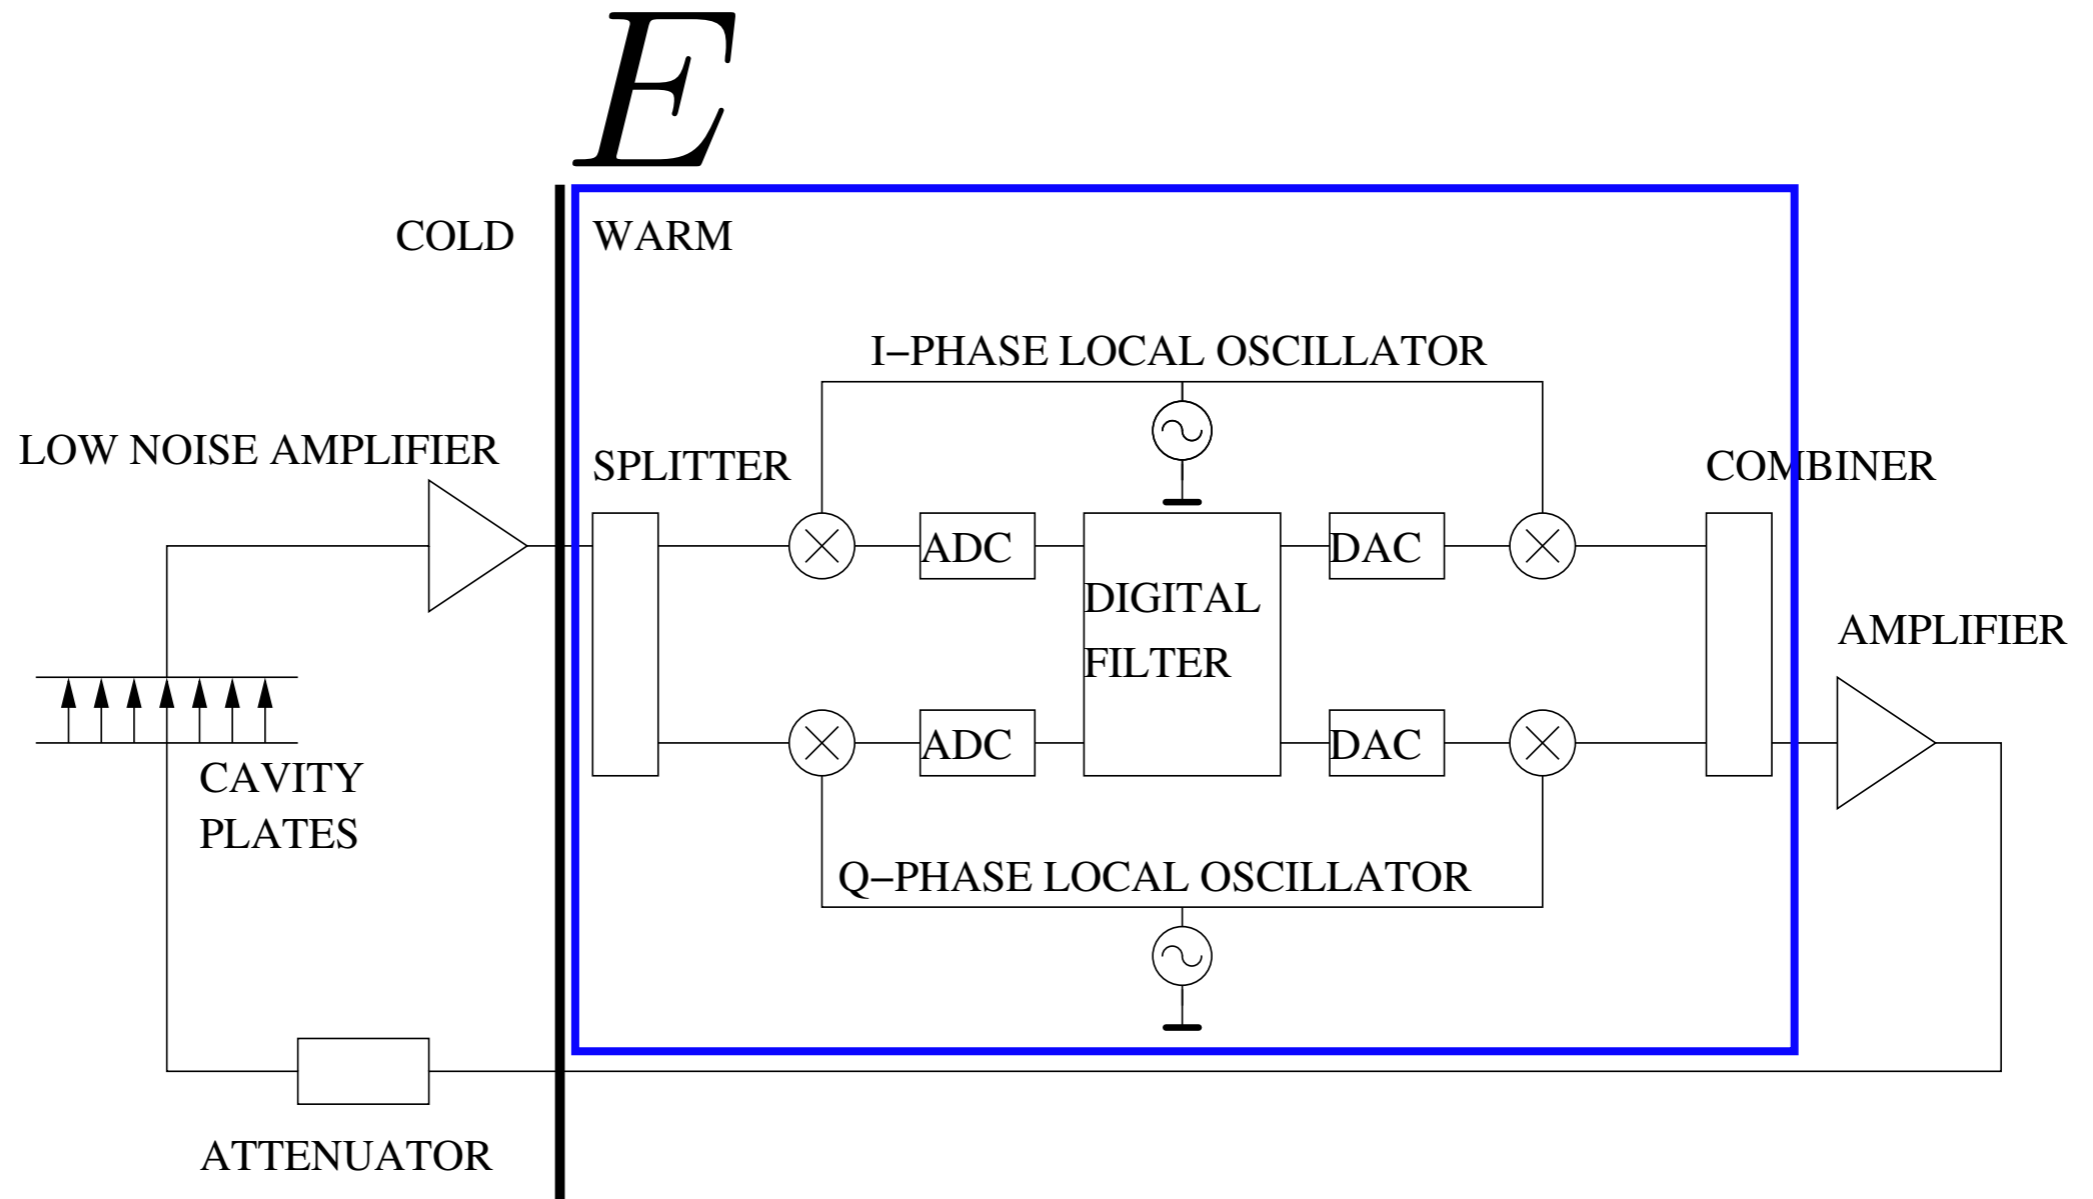 E
COLD
WARM
I–PHASE LOCAL OSCILLATOR
LOW NOISE AMPLIFIER
SPLITTER
COMBINER
ADC
DAC
DIGITAL
FILTER
AMPLIFIER
ADC
DAC
CAVITY
PLATES
Q–PHASE LOCAL OSCILLATOR
ATTENUATOR